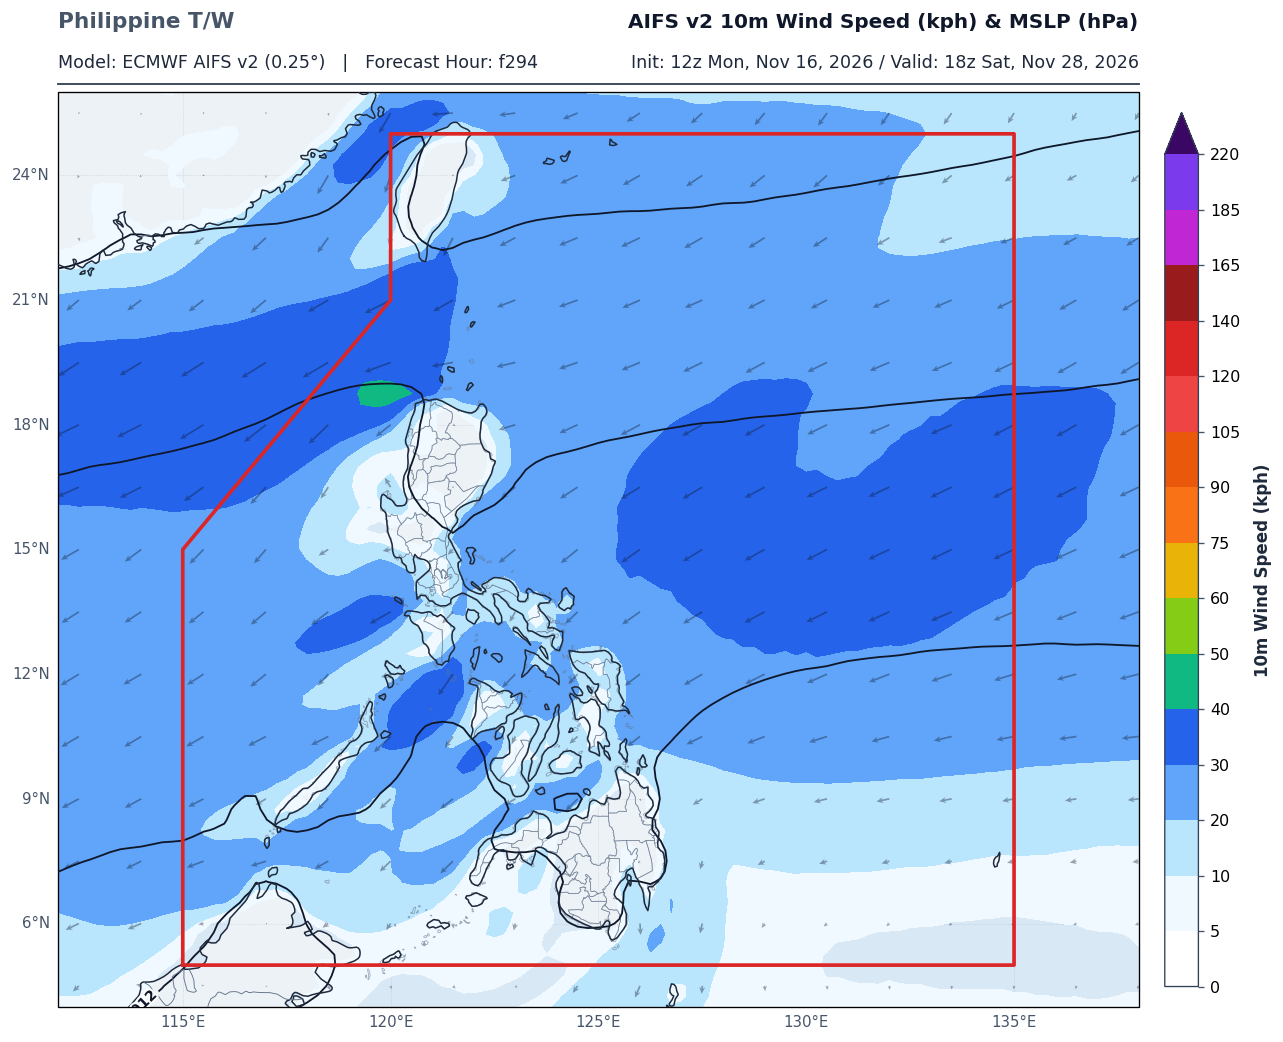 Philippine T/W
AIFS v2 10m Wind Speed (kph) & MSLP (hPa)
Model: ECMWF AIFS v2 (0.25°) | Forecast Hour: f294
Init: 12z Mon, Nov 16, 2026 / Valid: 18z Sat, Nov 28, 2026
24°N
21°N
18°N
15°N
12°N
9°N
6°N
115°E
120°E
125°E
130°E
135°E
220
185
165
140
120
105
90
75
60
50
40
30
20
10
5
0
10m Wind Speed (kph)